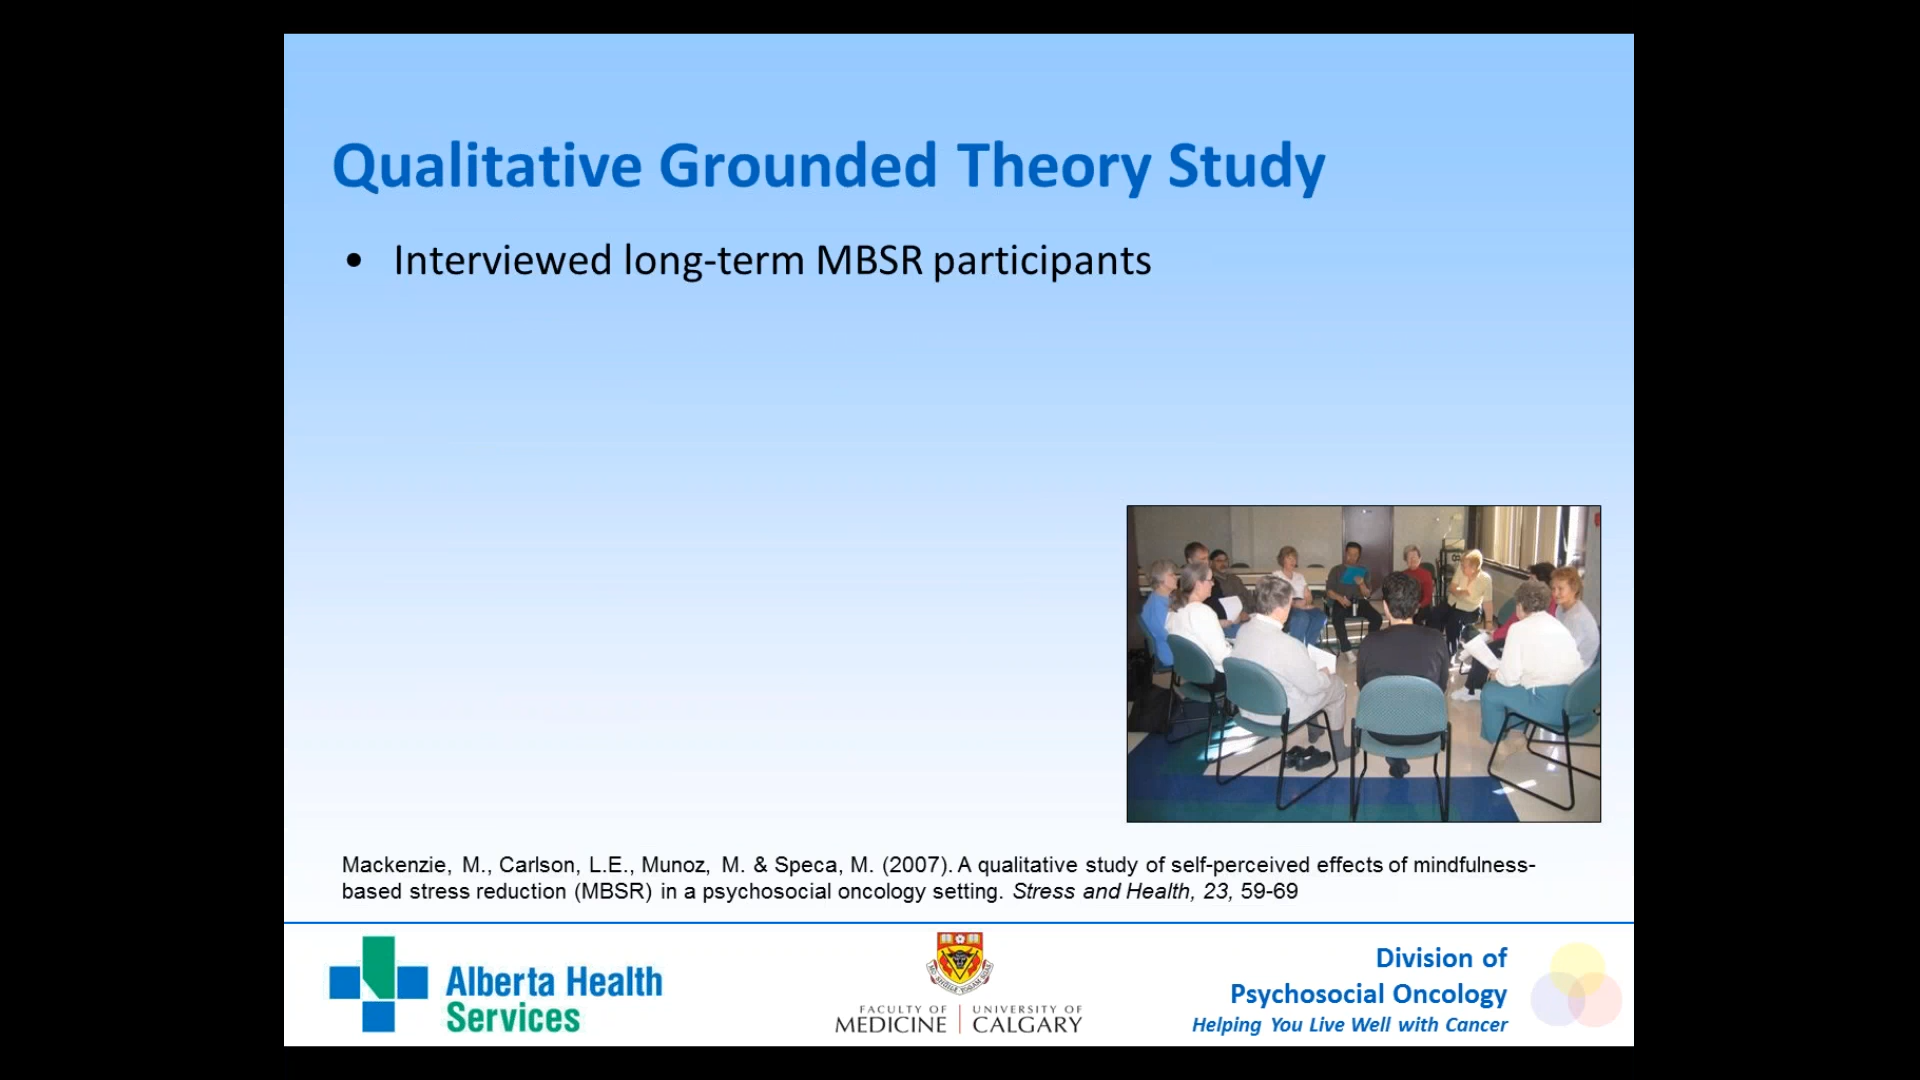 Qualitative Grounded Theory Study
• Interviewed long-term MBSR participants
Mackenzie, M., Carlson, L.E., Munoz, M. & Speca, M. (2007). A qualitative study of self-perceived effects of mindfulness-
based stress reduction (MBSR) in a psychosocial oncology setting. Stress and Health, 23, 59-69
Alberta Health
Services
FACULTY OF
MEDICINE
UNIVERSITY OF
CALGARY
Division of
Psychosocial Oncology
Helping You Live Well with Cancer